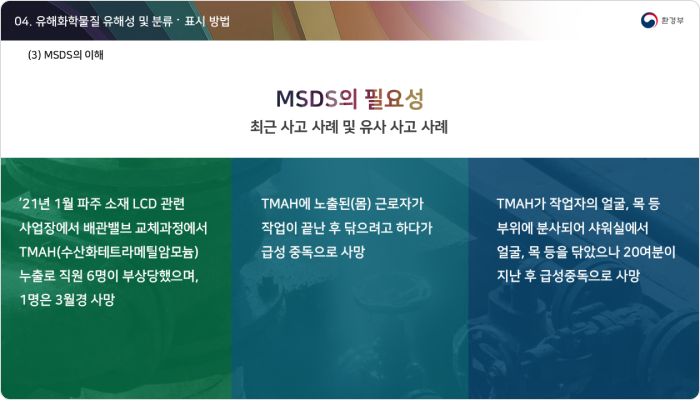 04. 유해화학물질 유해성 및 분류 · 표시 방법
환경부
(3) MSDS의 이해
MSDS의 필요성
최근 사고 사례 및 유사 사고 사례
‘21년 1월 파주 소재 LCD 관련
사업장에서 배관밸브 교체과정에서
TMAH(수산화테트라메틸암모늄)
누출로 직원 6명이 부상당했으며,
1명은 3월경 사망
TMAH에 노출된(몸) 근로자가
작업이 끝난 후 닦으려고 하다가
급성 중독으로 사망
TMAH가 작업자의 얼굴, 목 등
부위에 분사되어 샤워실에서
얼굴, 목 등을 닦았으나 20여분이
지난 후 급성중독으로 사망